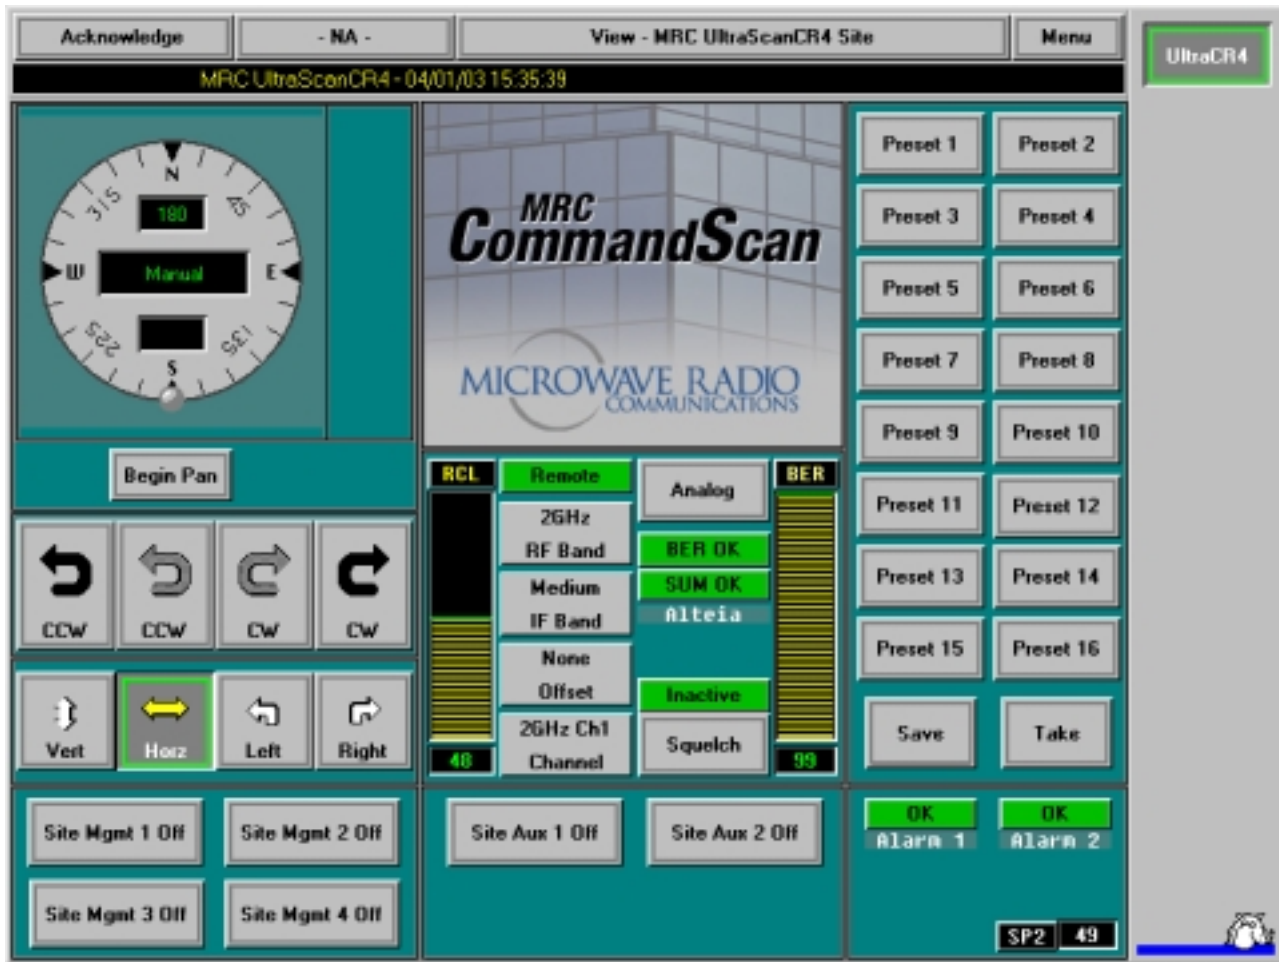 Acknowledge
- NA -
View - MRC UltraScanCR4 Site
Menu
UltraCR4
MRC UltraScanCR4 - 04/01/03 15:35:39
N
315
45
180
W
Manual
E
225
135
S
Begin Pan
MRC
CommandScan
MICROWAVE RADIO
COMMUNICATIONS
Preset 1
Preset 2
Preset 3
Preset 4
Preset 5
Preset 6
Preset 7
Preset 8
Preset 9
Preset 10
Preset 11
Preset 12
Preset 13
Preset 14
Preset 15
Preset 16
Save
Take
CCW
CCW
CW
CW
Vert
Horz
Left
Right
RCL
48
Remote
2GHz
RF Band
Medium
IF Band
None
Offset
2GHz Ch1
Channel
Analog
BER OK
SUM OK
Alteia
Inactive
Squelch
BER
99
Site Mgmt 1 Off
Site Mgmt 2 Off
Site Mgmt 3 Off
Site Mgmt 4 Off
Site Aux 1 Off
Site Aux 2 Off
OK
Alarm 1
OK
Alarm 2
SP2
49